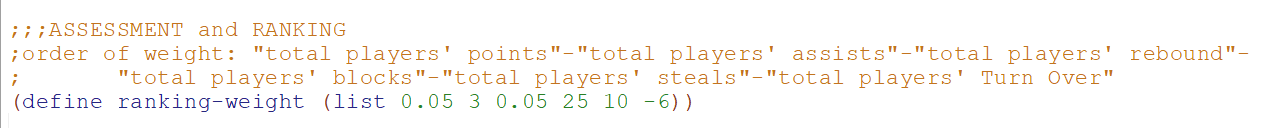 ;;;ASSESSMENT and RANKING
;order of weight: "total players' points"-"total players' assists"-"total players' rebound"-
;       "total players' blocks"-"total players' steals"-"total players' Turn Over"
(define ranking-weight (list 0.05 3 0.05 25 10 -6))